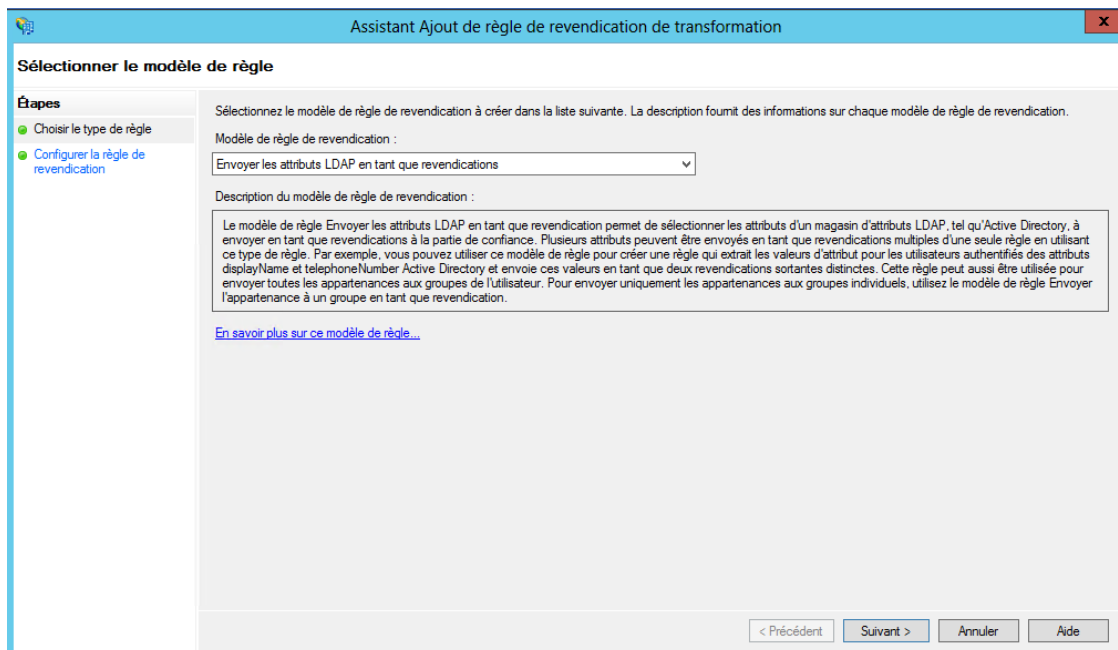 Assistant Ajout de règle de revendication de transformation
x
Sélectionner le modèle de règle
Étapes
Choisir le type de règle
Configurer la règle de
revendication
Sélectionnez le modèle de règle de revendication à créer dans la liste suivante. La description fournit des informations sur chaque modèle de règle de revendication.
Modèle de règle de revendication :
Envoyer les attributs LDAP en tant que revendications
Description du modèle de règle de revendication :
Le modèle de règle Envoyer les attributs LDAP en tant que revendication permet de sélectionner les attributs d'un magasin d'attributs LDAP, tel qu'Active Directory, à
envoyer en tant que revendications à la partie de confiance. Plusieurs attributs peuvent être envoyés en tant que revendications multiples d'une seule règle en utilisant
ce type de règle. Par exemple, vous pouvez utiliser ce modèle de règle pour créer une règle qui extrait les valeurs d'attribut pour les utilisateurs authentifiés des attributs
displayName et telephoneNumber Active Directory et envoie ces valeurs en tant que deux revendications sortantes distinctes. Cette règle peut aussi être utilisée pour
envoyer toutes les appartenances aux groupes de l'utilisateur. Pour envoyer uniquement les appartenances aux groupes individuels, utilisez le modèle de règle Envoyer
l'appartenance à un groupe en tant que revendication.
En savoir plus sur ce modèle de règle...
< Précédent
Suivant >
Annuler
Aide